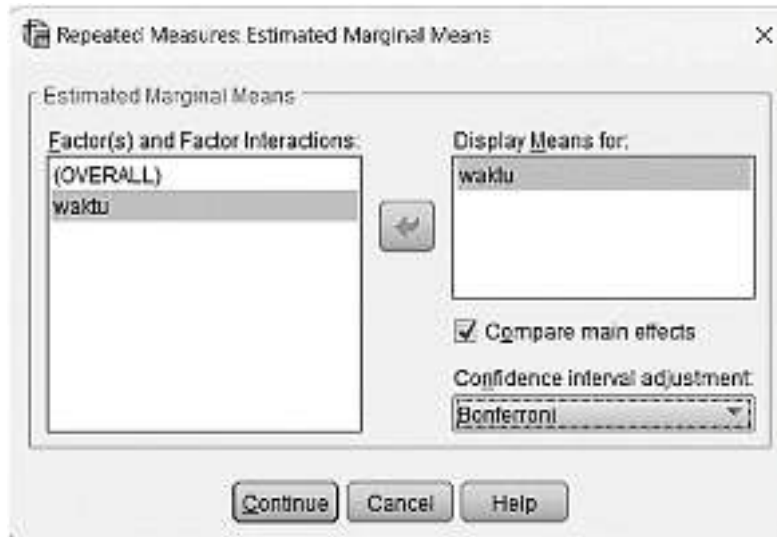 Repeated Measures: Estimated Marginal Means
Estimated Marginal Means
Factor(s) and Factor Interactions:
(OVERALL)
waktu
Display Means for:
waktu
Compare main effects
Confidence interval adjustment:
Bonferroni
Continue
Cancel
Help